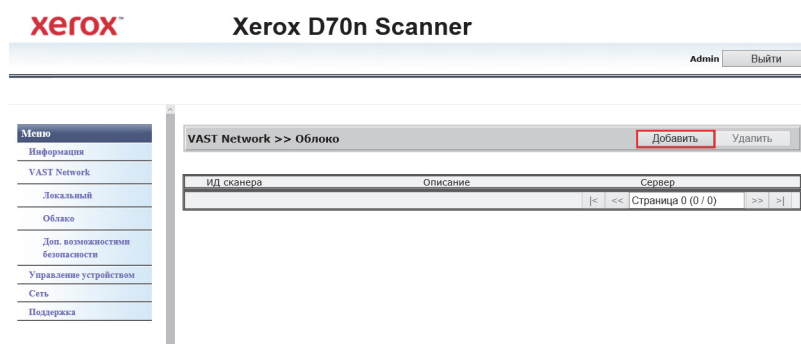 xerox™
Xerox D70n Scanner
Admin Выйти
Меню
Информация
VAST Network
Локальный
Облако
Доп. возможностями
безопасности
Управление устройством
Сеть
Поддержка
VAST Network >> Облоко
Добавить Удалить
ИД сканера Описание Сервер
|< << Страница 0 (0 / 0) >> >|